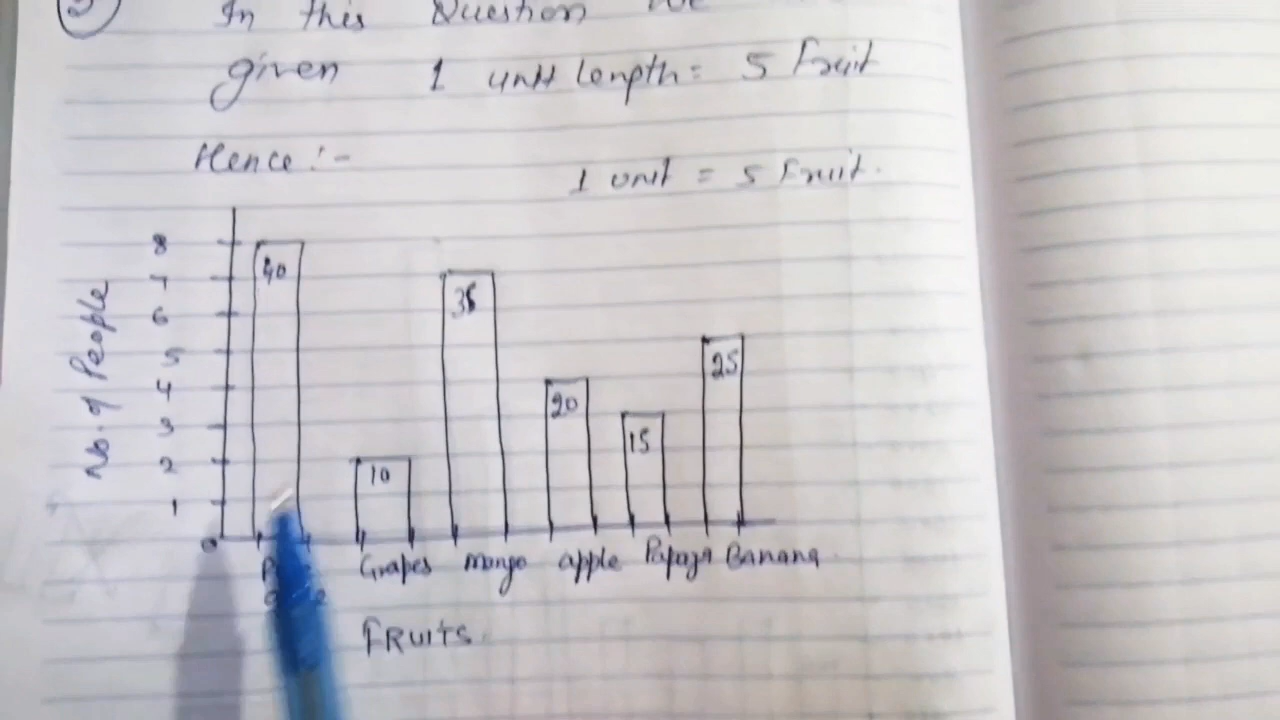 In this Question we
given 1 unit length = 5 Fruit
Hence :-
1 unit = 5 Fruit.
No. of People
8
7
6
5
4
3
2
1
0
40
10
35
20
15
25
Grapes mango apple Papaya Banana
FRUITS